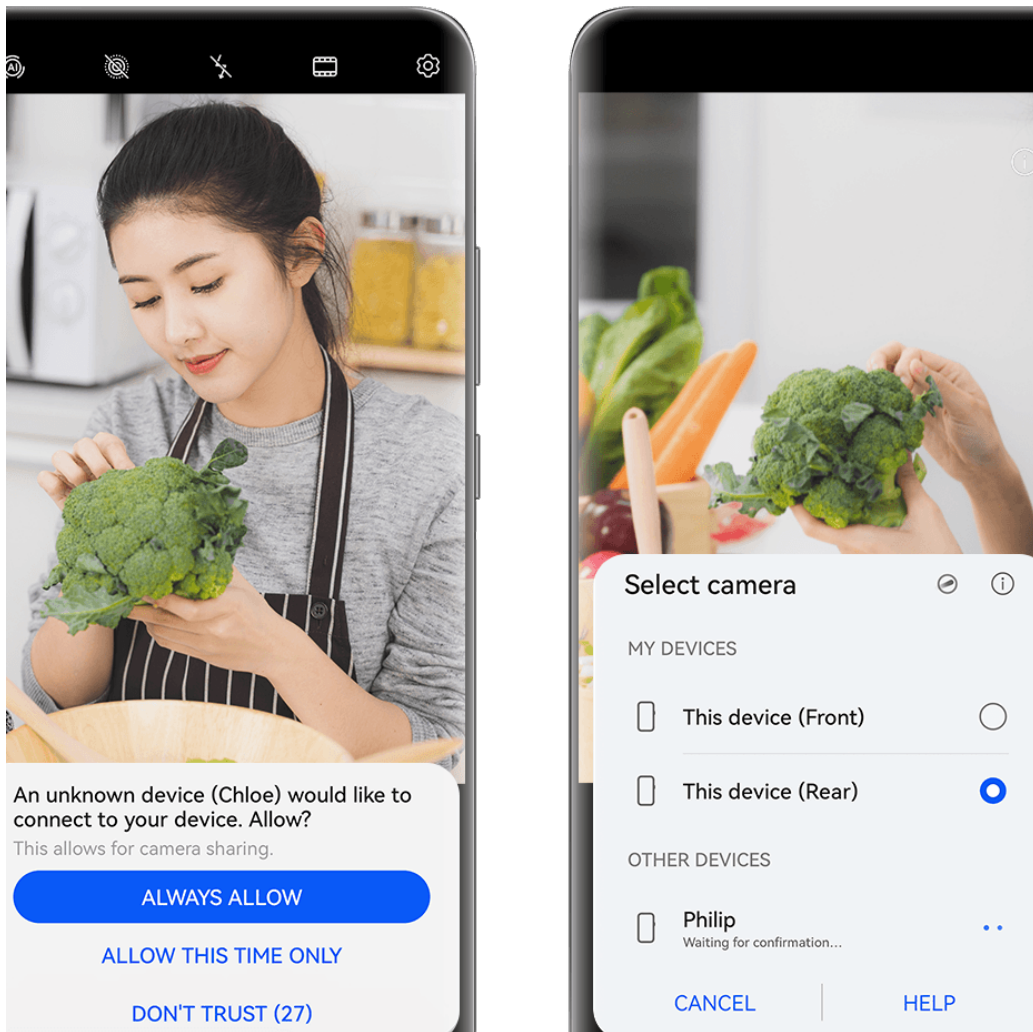 AI
An unknown device (Chloe) would like to
connect to your device. Allow?
This allows for camera sharing.
ALWAYS ALLOW
ALLOW THIS TIME ONLY
DON'T TRUST (27)
Select camera
MY DEVICES
This device (Front)
This device (Rear)
OTHER DEVICES
Philip
Waiting for confirmation...
CANCEL
HELP